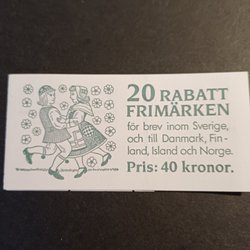 20 RABATT
FRIMÄRKEN
för brev inom Sverige,
och till Danmark, Fin-
land, Island och Norge.
Pris: 40 kronor.